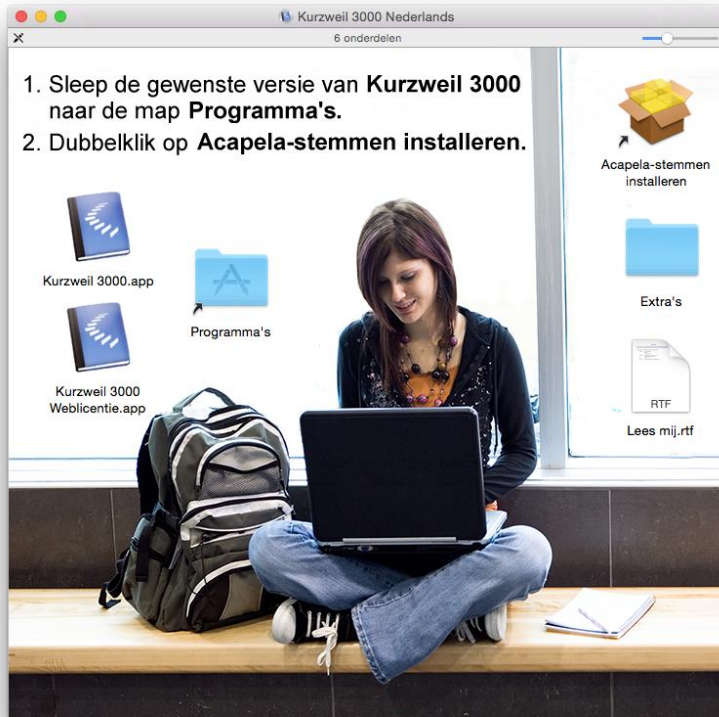 Kurzweil 3000 Nederlands
6 onderdelen
1. Sleep de gewenste versie van Kurzweil 3000
naar de map Programma's.
2. Dubbelklik op Acapela-stemmen installeren.
Acapela-stemmen
installeren
Kurzweil 3000.app
Programma's
Extra's
Kurzweil 3000
Weblicentie.app
RTF
Lees mij.rtf